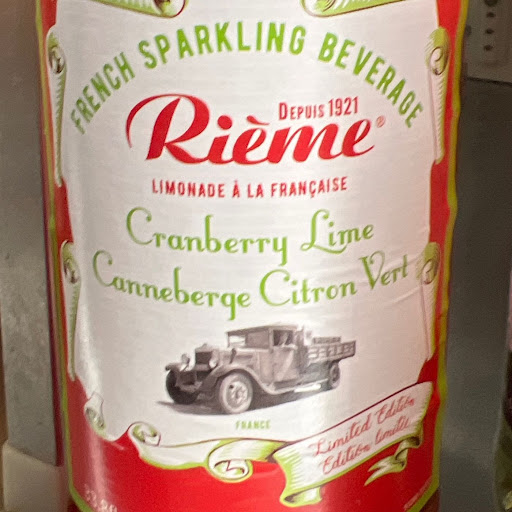 FRENCH SPARKLING BEVERAGE
DEPUIS 1921
Rième®
LIMONADE À LA FRANÇAISE
Cranberry Lime
Canneberge Citron Vert
FRANCE
Limited Edition
Édition limitée